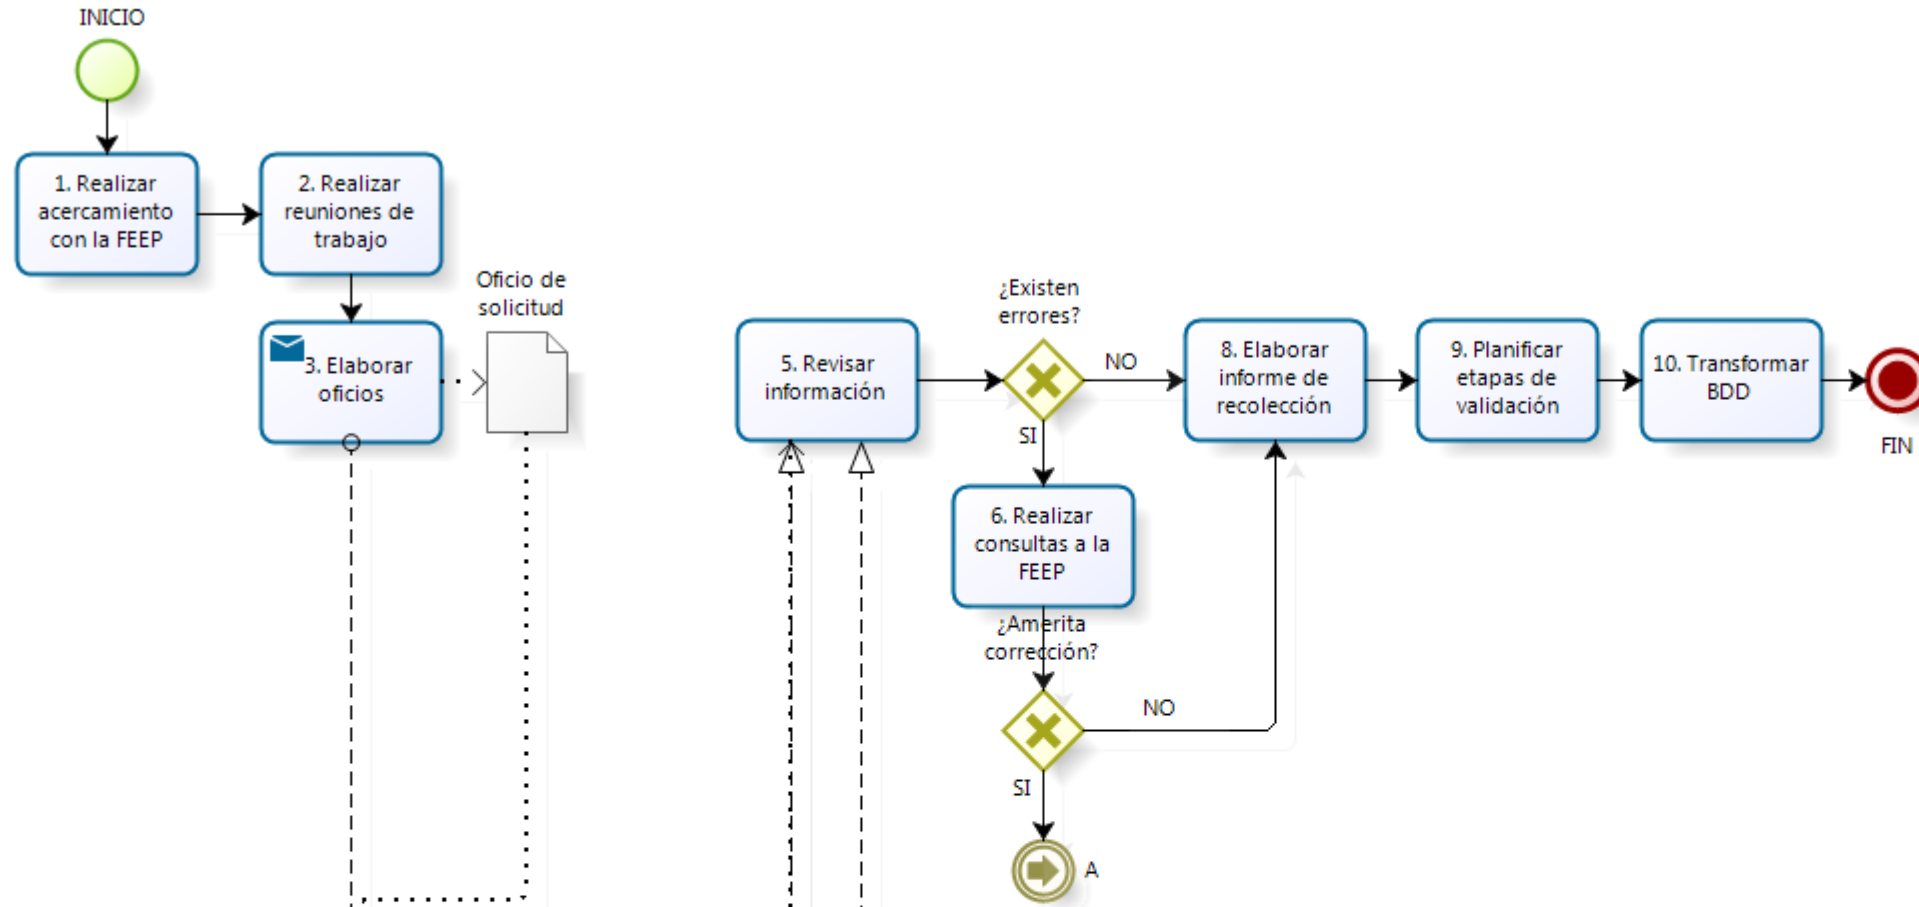 INICIO
1. Realizar
acercamiento
con la FEEP
2. Realizar
reuniones de
trabajo
3. Elaborar
oficios
Oficio de
solicitud
5. Revisar
información
¿Existen
errores?
NO
SI
6. Realizar
consultas a la
FEEP
¿Amerita
corrección?
NO
SI
A
8. Elaborar
informe de
recolección
9. Planificar
etapas de
validación
10. Transformar
BDD
FIN